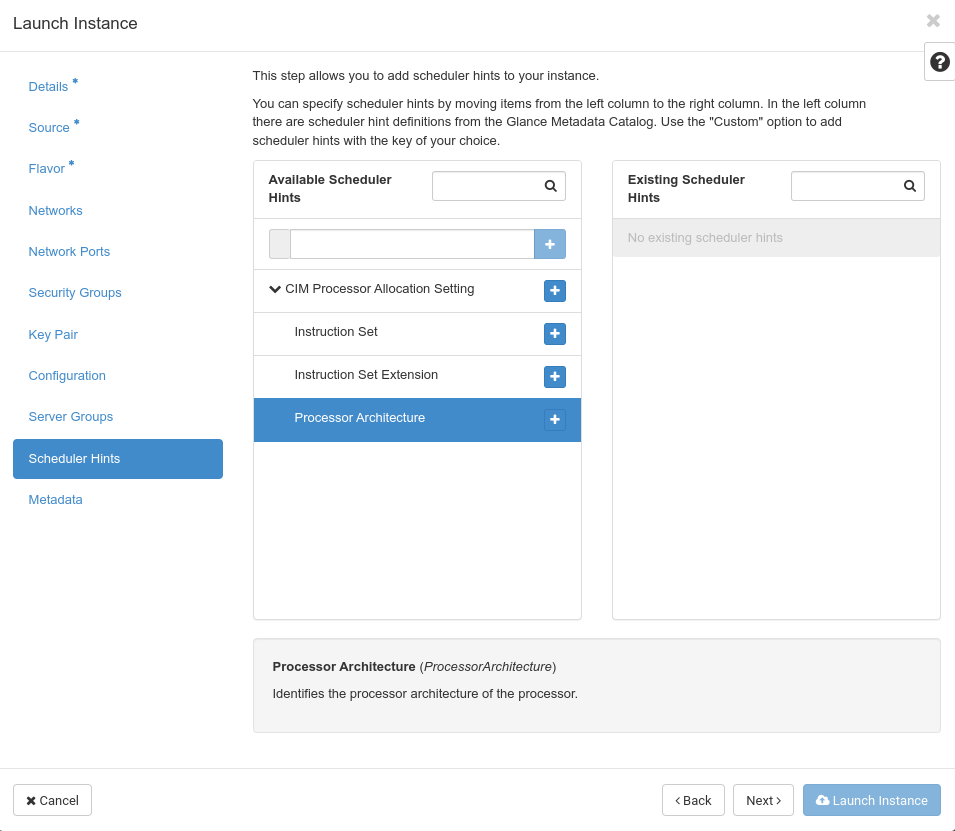 Launch Instance
Details *
Source *
Flavor *
Networks
Network Ports
Security Groups
Key Pair
Configuration
Server Groups
Scheduler Hints
Metadata
This step allows you to add scheduler hints to your instance.
You can specify scheduler hints by moving items from the left column to the right column. In the left column
there are scheduler hint definitions from the Glance Metadata Catalog. Use the "Custom" option to add
scheduler hints with the key of your choice.
Available Scheduler
Hints
CIM Processor Allocation Setting
Instruction Set
Instruction Set Extension
Processor Architecture
Existing Scheduler
Hints
No existing scheduler hints
Processor Architecture (ProcessorArchitecture)
Identifies the processor architecture of the processor.
Cancel
Back
Next
Launch Instance